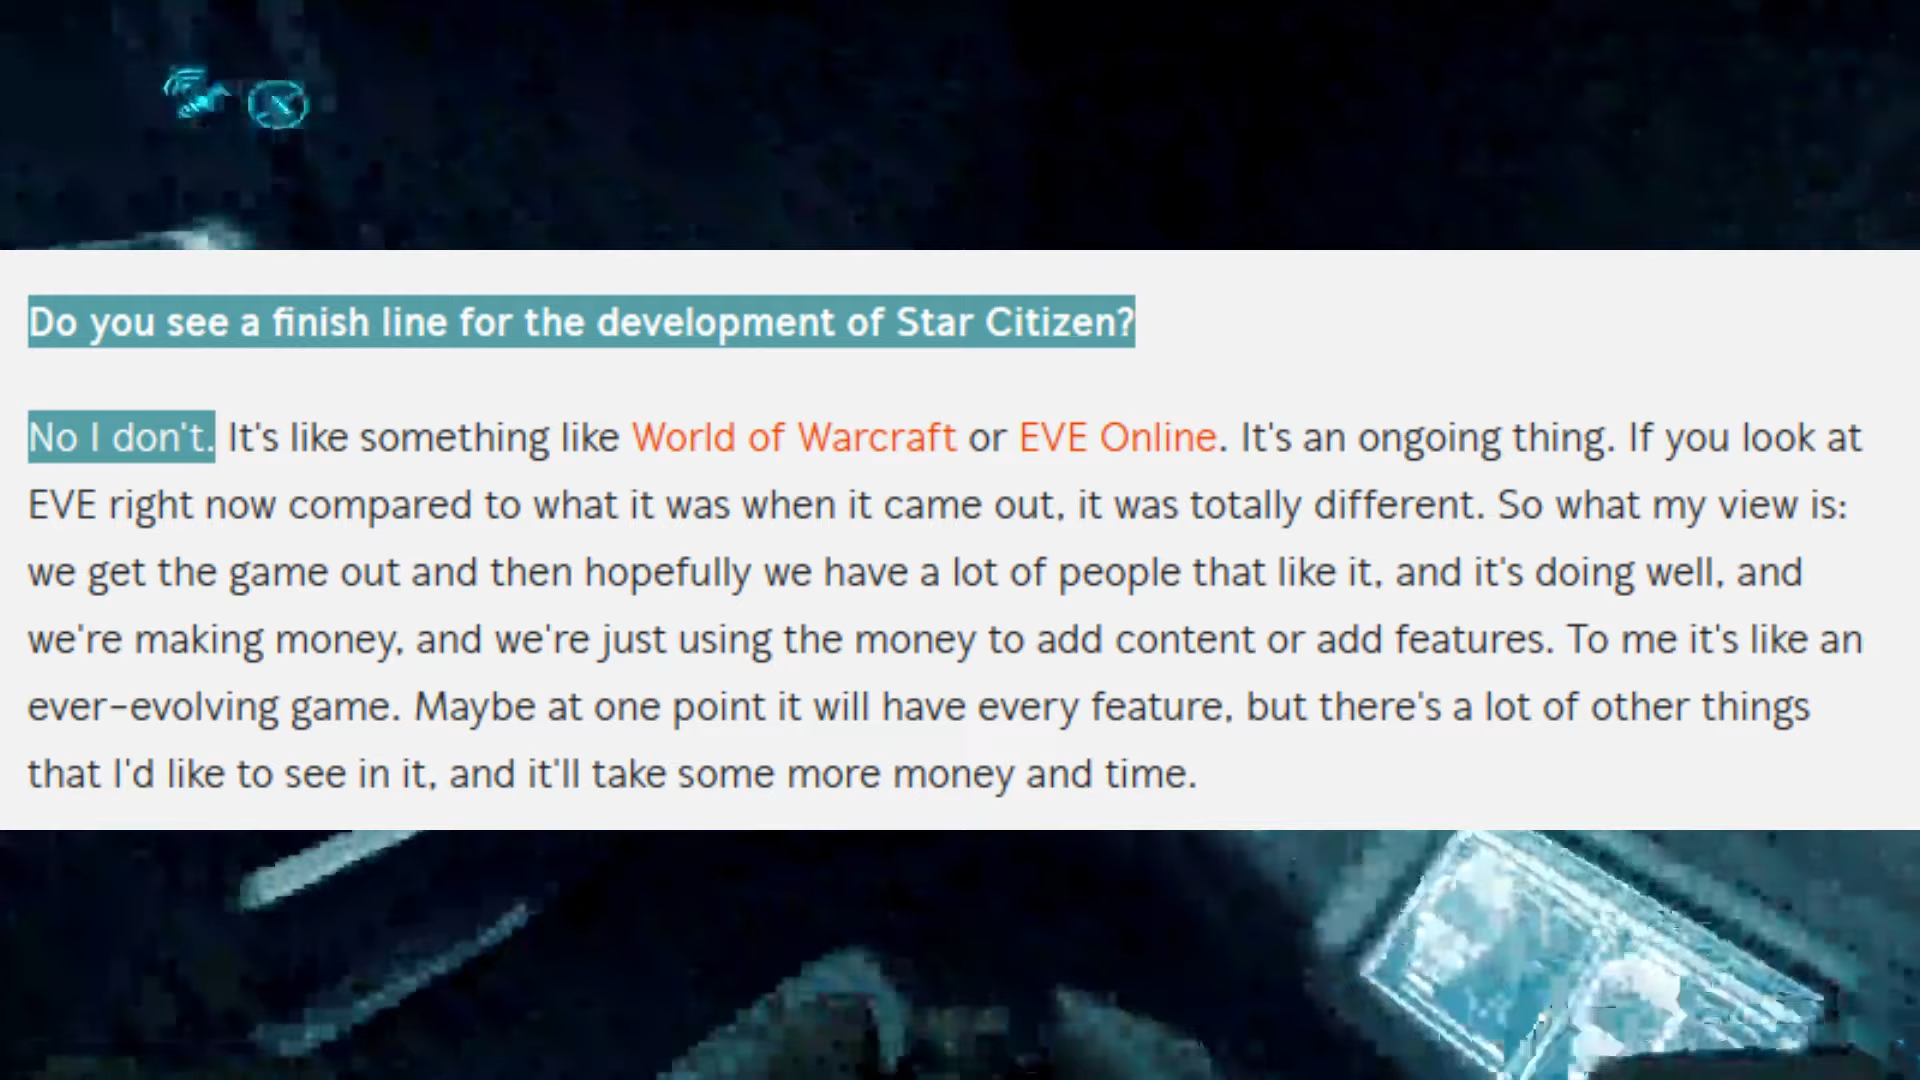 Do you see a finish line for the development of Star Citizen?
No I don't. It's like something like World of Warcraft or EVE Online. It's an ongoing thing. If you look at
EVE right now compared to what it was when it came out, it was totally different. So what my view is:
we get the game out and then hopefully we have a lot of people that like it, and it's doing well, and
we're making money, and we're just using the money to add content or add features. To me it's like an
ever-evolving game. Maybe at one point it will have every feature, but there's a lot of other things
that I'd like to see in it, and it'll take some more money and time.